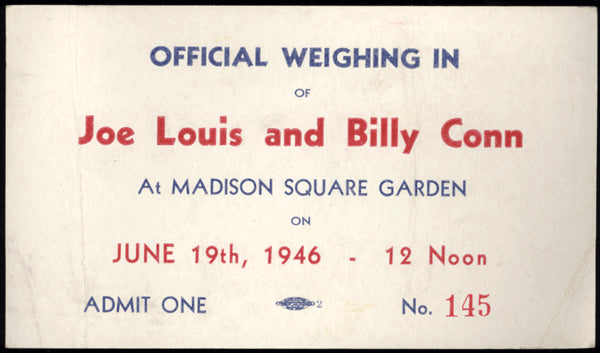 OFFICIAL WEIGHING IN
OF
Joe Louis and Billy Conn
At MADISON SQUARE GARDEN
ON
JUNE 19th, 1946 - 12 Noon
ADMIT ONE 2 No. 145